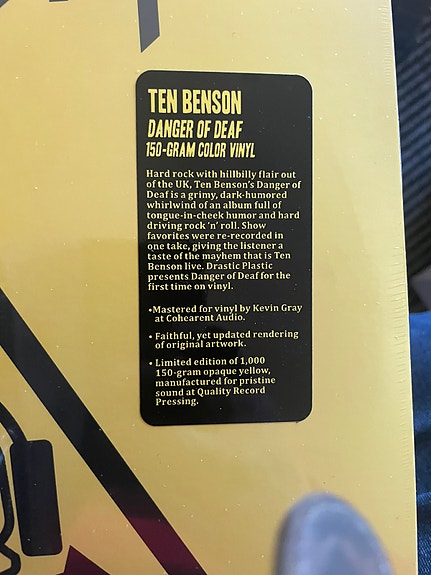 TEN BENSON
DANGER OF DEAF
150-GRAM COLOR VINYL
Hard rock with hillbilly flair out
of the UK, Ten Benson's Danger of
Deaf is a grimy, dark-humored
whirlwind of an album full of
tongue-in-cheek humor and hard
driving rock 'n' roll. Show
favorites were re-recorded in
one take, giving the listener a
taste of the mayhem that is Ten
Benson live. Drastic Plastic
presents Danger of Deaf for the
first time on vinyl.
•Mastered for vinyl by Kevin Gray
at Cohearent Audio.
• Faithful, yet updated rendering
of original artwork.
• Limited edition of 1,000
150-gram opaque yellow,
manufactured for pristine
sound at Quality Record
Pressing.